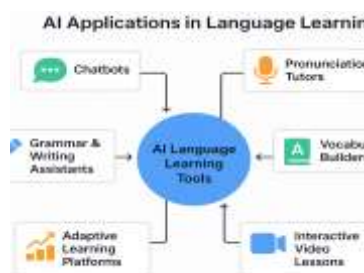 AI Applications in Language Learnin
Chatbots
Pronunciation
Tutors
Grammar &
Writing
Assistants
AI Language
Learning
Tools
Vocabu
Builder
Adaptive
Learning
Platforms
Interactive
Video
Lessons